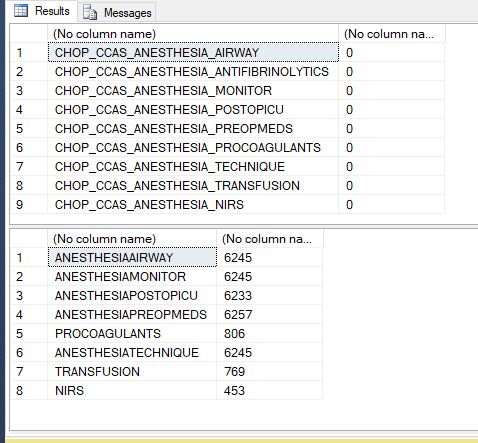 Results Messages
(No column name) (No column na...
1 CHOP_CCAS_ANESTHESIA_AIRWAY 0
2 CHOP_CCAS_ANESTHESIA_ANTIFIBRINOLYTICS 0
3 CHOP_CCAS_ANESTHESIA_MONITOR 0
4 CHOP_CCAS_ANESTHESIA_POSTOPICU 0
5 CHOP_CCAS_ANESTHESIA_PREOPMEDS 0
6 CHOP_CCAS_ANESTHESIA_PROCOAGULANTS 0
7 CHOP_CCAS_ANESTHESIA_TECHNIQUE 0
8 CHOP_CCAS_ANESTHESIA_TRANSFUSION 0
9 CHOP_CCAS_ANESTHESIA_NIRS 0
(No column name) (No column na...
1 ANESTHESIAAIRWAY 6245
2 ANESTHESIAMONITOR 6245
3 ANESTHESIAPOSTOPICU 6233
4 ANESTHESIAPREOPMEDS 6257
5 PROCOAGULANTS 806
6 ANESTHESIATECHNIQUE 6245
7 TRANSFUSION 769
8 NIRS 453